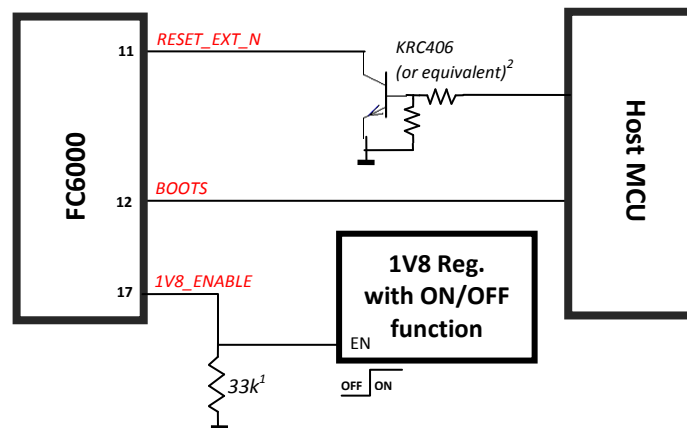 11
RESET_EXT_N
KRC406
(or equivalent)2
FC6000
Host MCU
12
BOOTS
17
1V8_ENABLE
1V8 Reg.
with ON/OFF
function
EN
33k1
OFF
ON